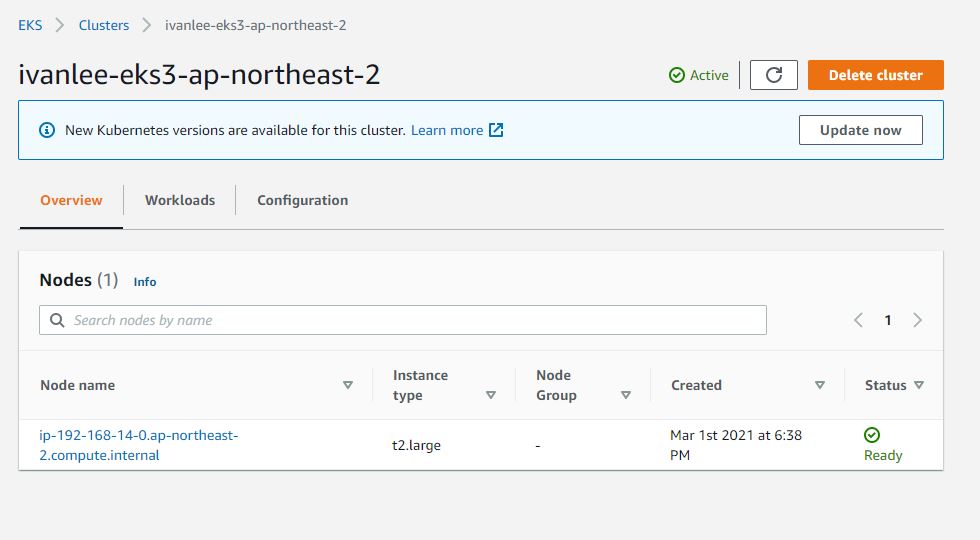 EKS > Clusters > ivanlee-eks3-ap-northeast-2
ivanlee-eks3-ap-northeast-2
Active
Delete cluster
New Kubernetes versions are available for this cluster. Learn more
Update now
Overview
Workloads
Configuration
Nodes (1) Info
Search nodes by name
1
Node name
Instance
type
Node
Group
Created
Status
ip-192-168-14-0.ap-northeast-
2.compute.internal
t2.large
-
Mar 1st 2021 at 6:38
PM
Ready